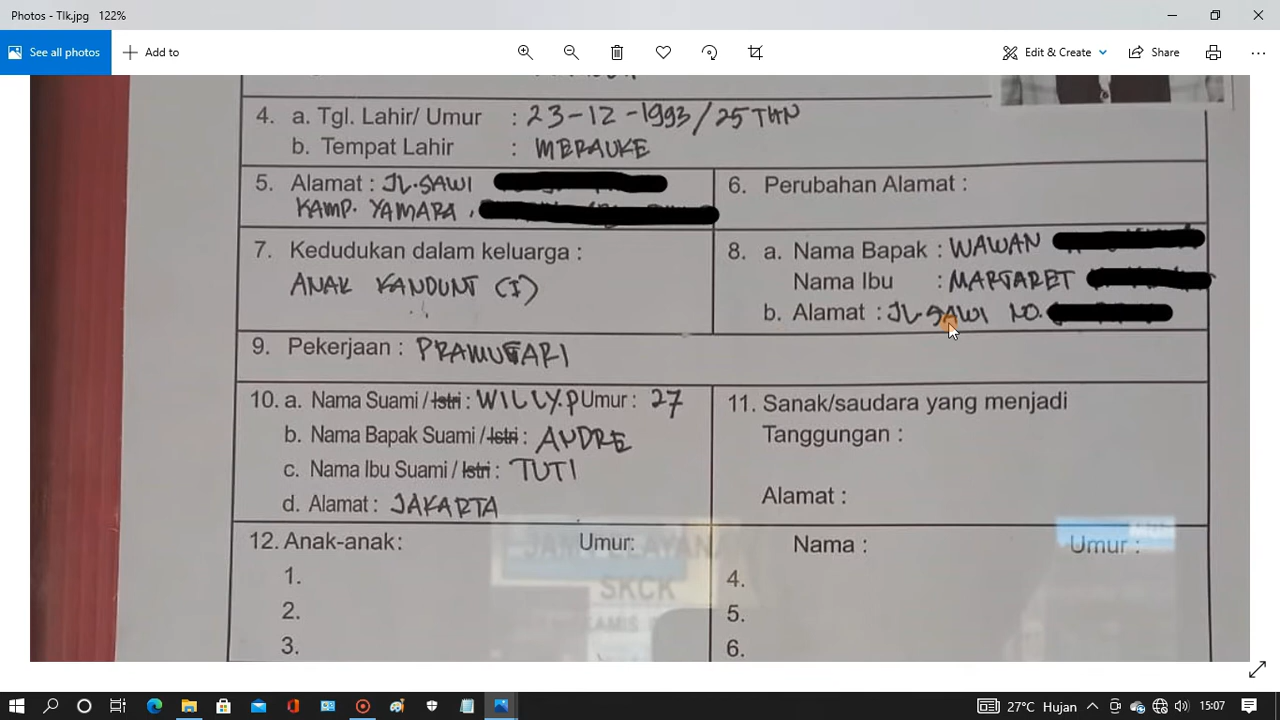 Photos - Tlk.jpg 122%
See all photos
Add to
Edit & Create
Share
4. a. Tgl. Lahir/ Umur : 23-12-1993/25 THN
b. Tempat Lahir : MERAUKE
5. Alamat : JL.SAWI
KAMP. YAMARA,
6. Perubahan Alamat :
7. Kedudukan dalam keluarga :
ANAK KANDUNG (I)
8. a. Nama Bapak : WAWAN
Nama Ibu : MARGARET
b. Alamat : JL.SAWI NO.
9. Pekerjaan : PRAMUGARI
10. a. Nama Suami / Istri : WILLY.P Umur : 27
b. Nama Bapak Suami / Istri : ANDRE
c. Nama Ibu Suami / Istri : TUTI
d. Alamat : JAKARTA
11. Sanak/saudara yang menjadi
Tanggungan :
Alamat :
12. Anak-anak: Umur: Nama : Umur :
1.
2.
3.
4.
5.
6.
JAM PELAYANAN
SKCK
27°C Hujan
15:07